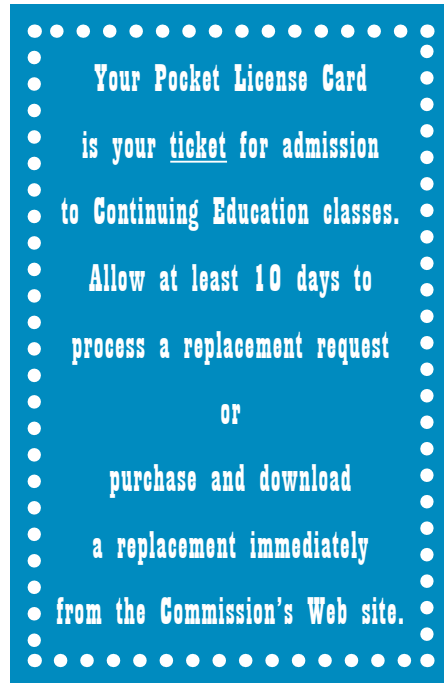 Your Pocket License Card
is your ticket for admission
to Continuing Education classes.
Allow at least 10 days to
process a replacement request
or
purchase and download
a replacement immediately
from the Commission's Web site.